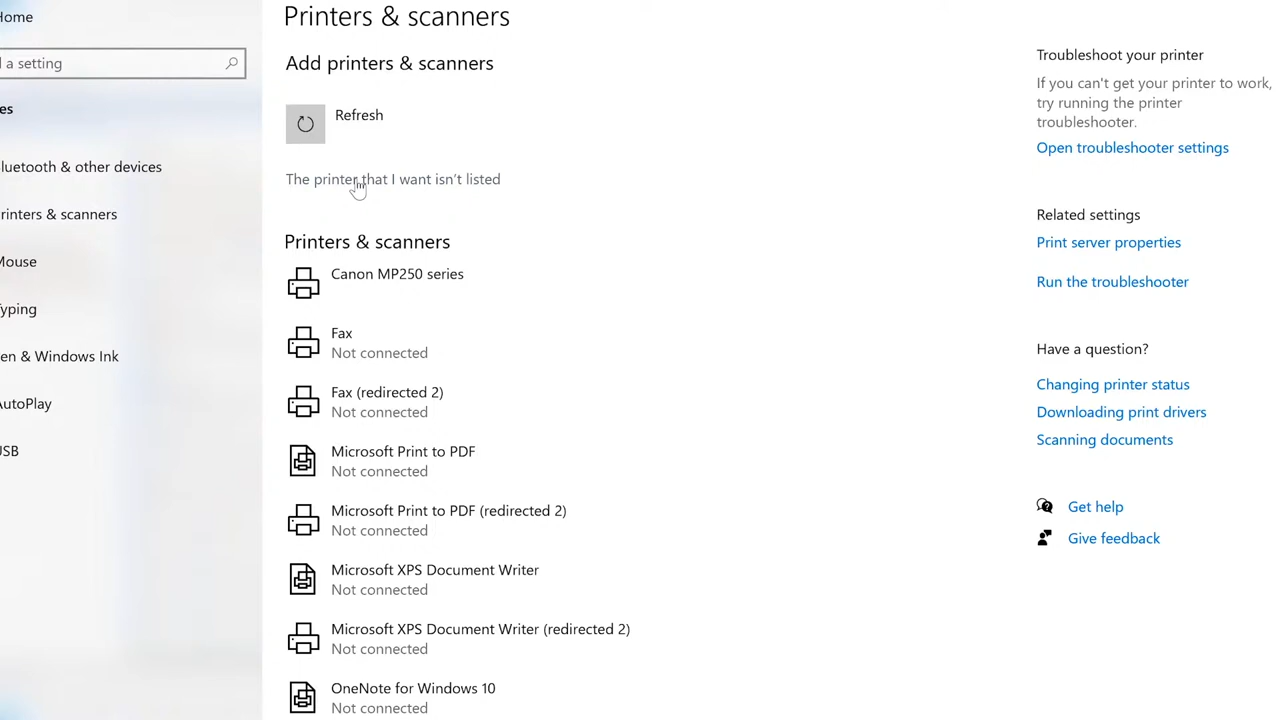 Home
Printers & scanners
Add printers & scanners
d a setting
es
Refresh
The printer that I want isn't listed
luetooth & other devices
rinters & scanners
Mouse
yping
en & Windows Ink
AutoPlay
USB
Printers & scanners
Canon MP250 series
Fax
Not connected
Fax (redirected 2)
Not connected
Microsoft Print to PDF
Not connected
Microsoft Print to PDF (redirected 2)
Not connected
Microsoft XPS Document Writer
Not connected
Microsoft XPS Document Writer (redirected 2)
Not connected
OneNote for Windows 10
Not connected
Troubleshoot your printer
If you can't get your printer to work,
try running the printer
troubleshooter.
Open troubleshooter settings
Related settings
Print server properties
Run the troubleshooter
Have a question?
Changing printer status
Downloading print drivers
Scanning documents
Get help
Give feedback